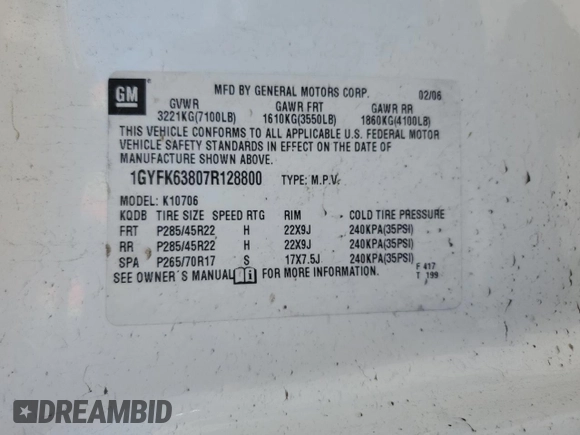 GM
MFD BY GENERAL MOTORS CORP. 02/06
GVWR GAWR FRT GAWR RR
3221KG(7100LB) 1610KG(3550LB) 1860KG(4100LB)
THIS VEHICLE CONFORMS TO ALL APPLICABLE U.S. FEDERAL MOTOR
VEHICLE SAFETY STANDARDS IN EFFECT ON THE DATE OF
MANUFACTURE SHOWN ABOVE.
1GYFK63807R128800 TYPE: M.P.V.
MODEL: K10706
KQDB TIRE SIZE SPEED RTG RIM COLD TIRE PRESSURE
FRT P285/45R22 H 22X9J 240KPA(35PSI)
RR P285/45R22 H 22X9J 240KPA(35PSI)
SPA P265/70R17 S 17X7.5J 240KPA(35PSI)
SEE OWNER'S MANUAL i FOR MORE INFORMATION.
F 417
T 199
DREAMBID